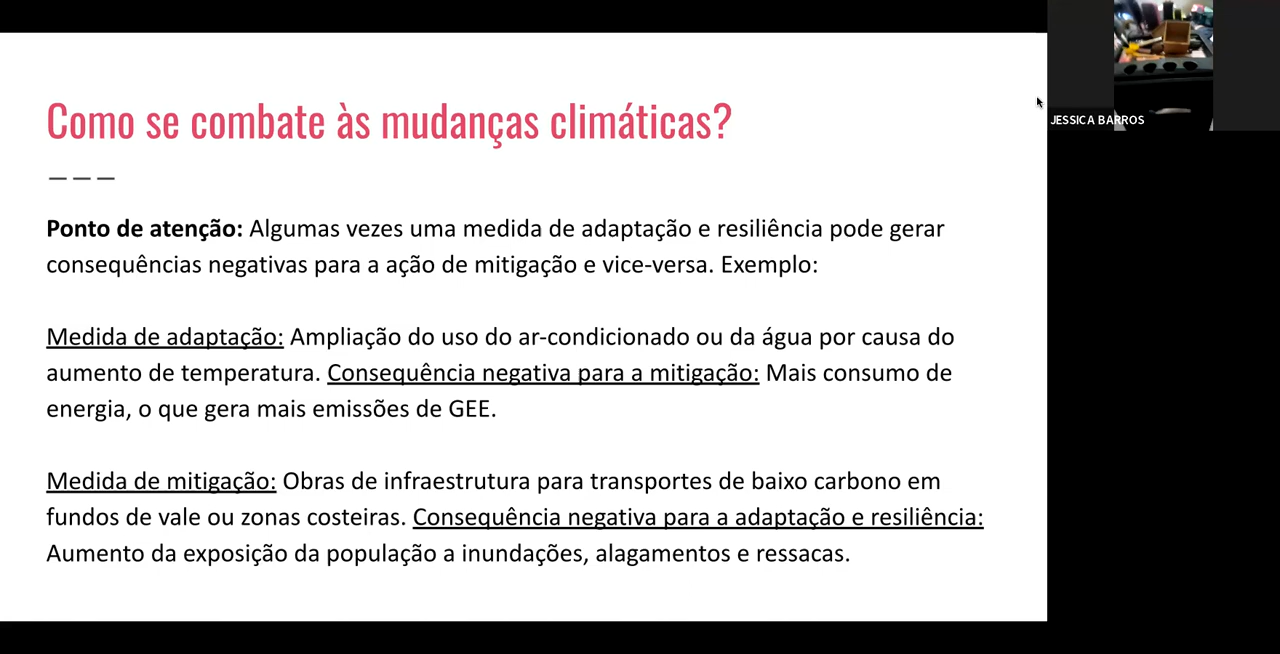 Como se combate às mudanças climáticas?
Ponto de atenção: Algumas vezes uma medida de adaptação e resiliência pode gerar
consequências negativas para a ação de mitigação e vice-versa. Exemplo:
Medida de adaptação: Ampliação do uso do ar-condicionado ou da água por causa do
aumento de temperatura. Consequência negativa para a mitigação: Mais consumo de
energia, o que gera mais emissões de GEE.
Medida de mitigação: Obras de infraestrutura para transportes de baixo carbono em
fundos de vale ou zonas costeiras. Consequência negativa para a adaptação e resiliência:
Aumento da exposição da população a inundações, alagamentos e ressacas.
JESSICA BARROS